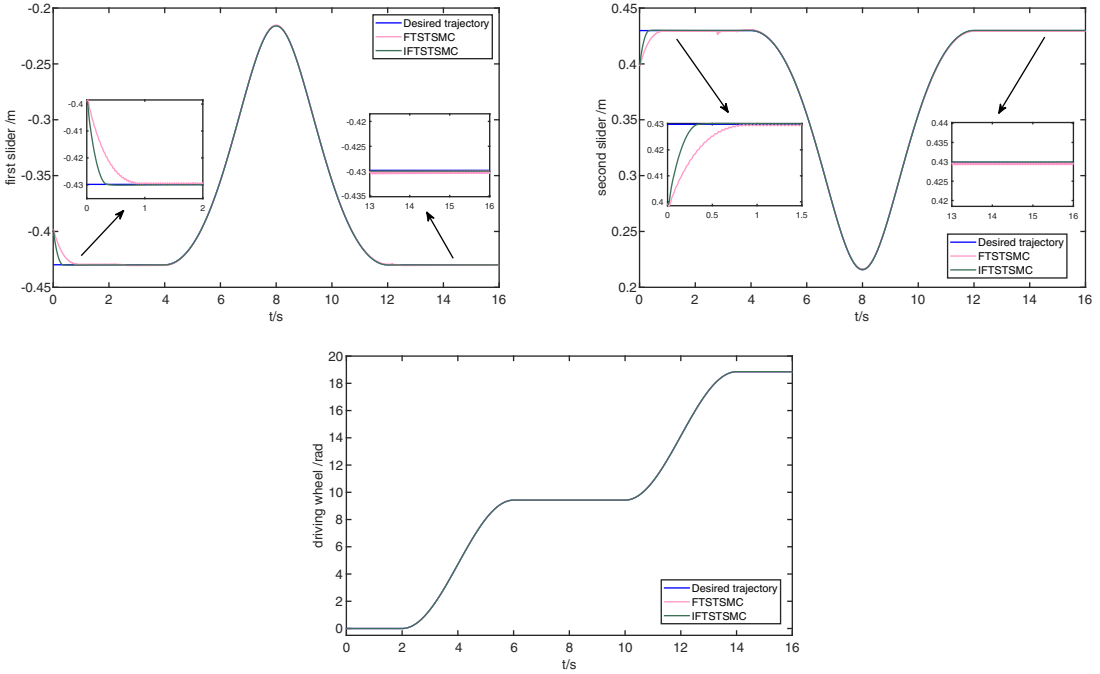 -0.2
-0.25
-0.3
-0.35
-0.4
-0.45
first slider /m
0 2 4 6 8 10 12 14 16
t/s
Desired trajectory
FTSTSMC
IFTSTSMC
-0.4
-0.41
-0.42
-0.43
0 1 2
-0.42
-0.425
-0.43
-0.435
13 14 15 16
0.45
0.4
0.35
0.3
0.25
0.2
second slider /m
0 2 4 6 8 10 12 14 16
t/s
0.43
0.42
0.41
0.4
0 0.5 1 1.5
0.44
0.435
0.43
0.425
0.42
13 14 15 16
Desired trajectory
FTSTSMC
IFTSTSMC
20
18
16
14
12
10
8
6
4
2
0
driving wheel /rad
0 2 4 6 8 10 12 14 16
t/s
Desired trajectory
FTSTSMC
IFTSTSMC